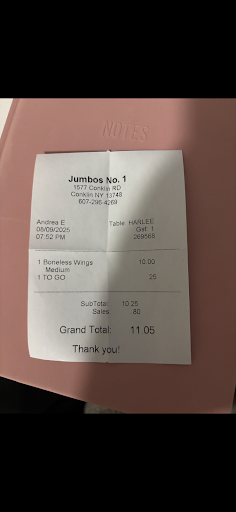 NOTES
Jumbos No. 1
1577 Conklin RD
Conklin NY 13748
607-296-4269
Andrea E Table: HARLEE
08/09/2025 Gst: 1
07:52 PM 269568
1 Boneless Wings 10.00
Medium
1 TO GO 25
SubTotal: 10.25
Sales 80
Grand Total: 11.05
Thank you!